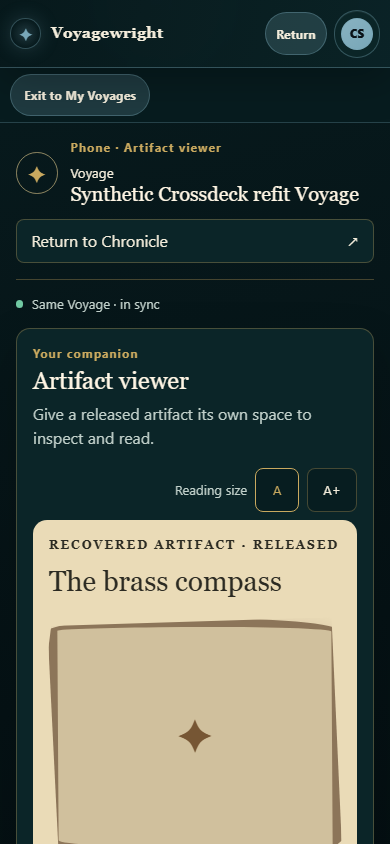 Voyagewright
Return
CS
Exit to My Voyages
Phone · Artifact viewer
Voyage
Synthetic Crossdeck refit Voyage
Return to Chronicle ↗
Same Voyage · in sync
Your companion
Artifact viewer
Give a released artifact its own space to
inspect and read.
Reading size
A
A+
RECOVERED ARTIFACT · RELEASED
The brass compass